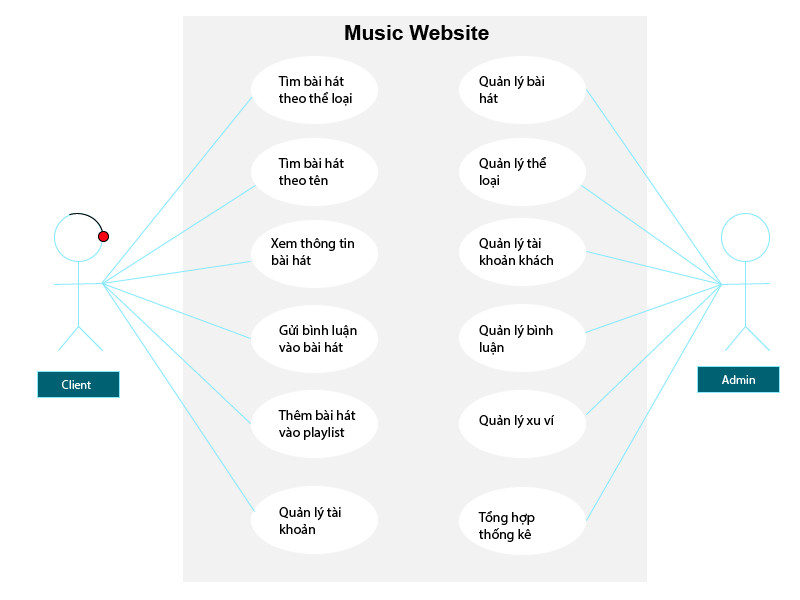 Music Website
Tìm bài hát
theo thể loại
Quản lý bài
hát
Tìm bài hát
theo tên
Quản lý thể
loại
Xem thông tin
bài hát
Quản lý tài
khoản khách
Gửi bình luận
vào bài hát
Quản lý bình
luận
Client
Admin
Thêm bài hát
vào playlist
Quản lý xu ví
Quản lý tài
khoản
Tổng hợp
thống kê